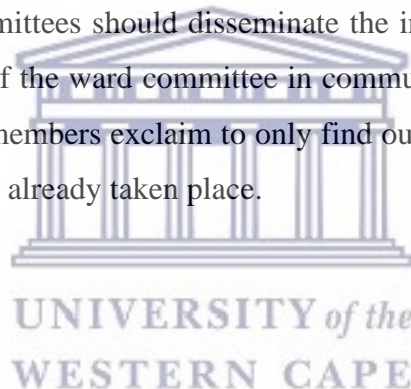 mittees should disseminate the i
f the ward committee in commu
members exclaim to only find ou
already taken place.
UNIVERSITY of the
WESTERN CAPE